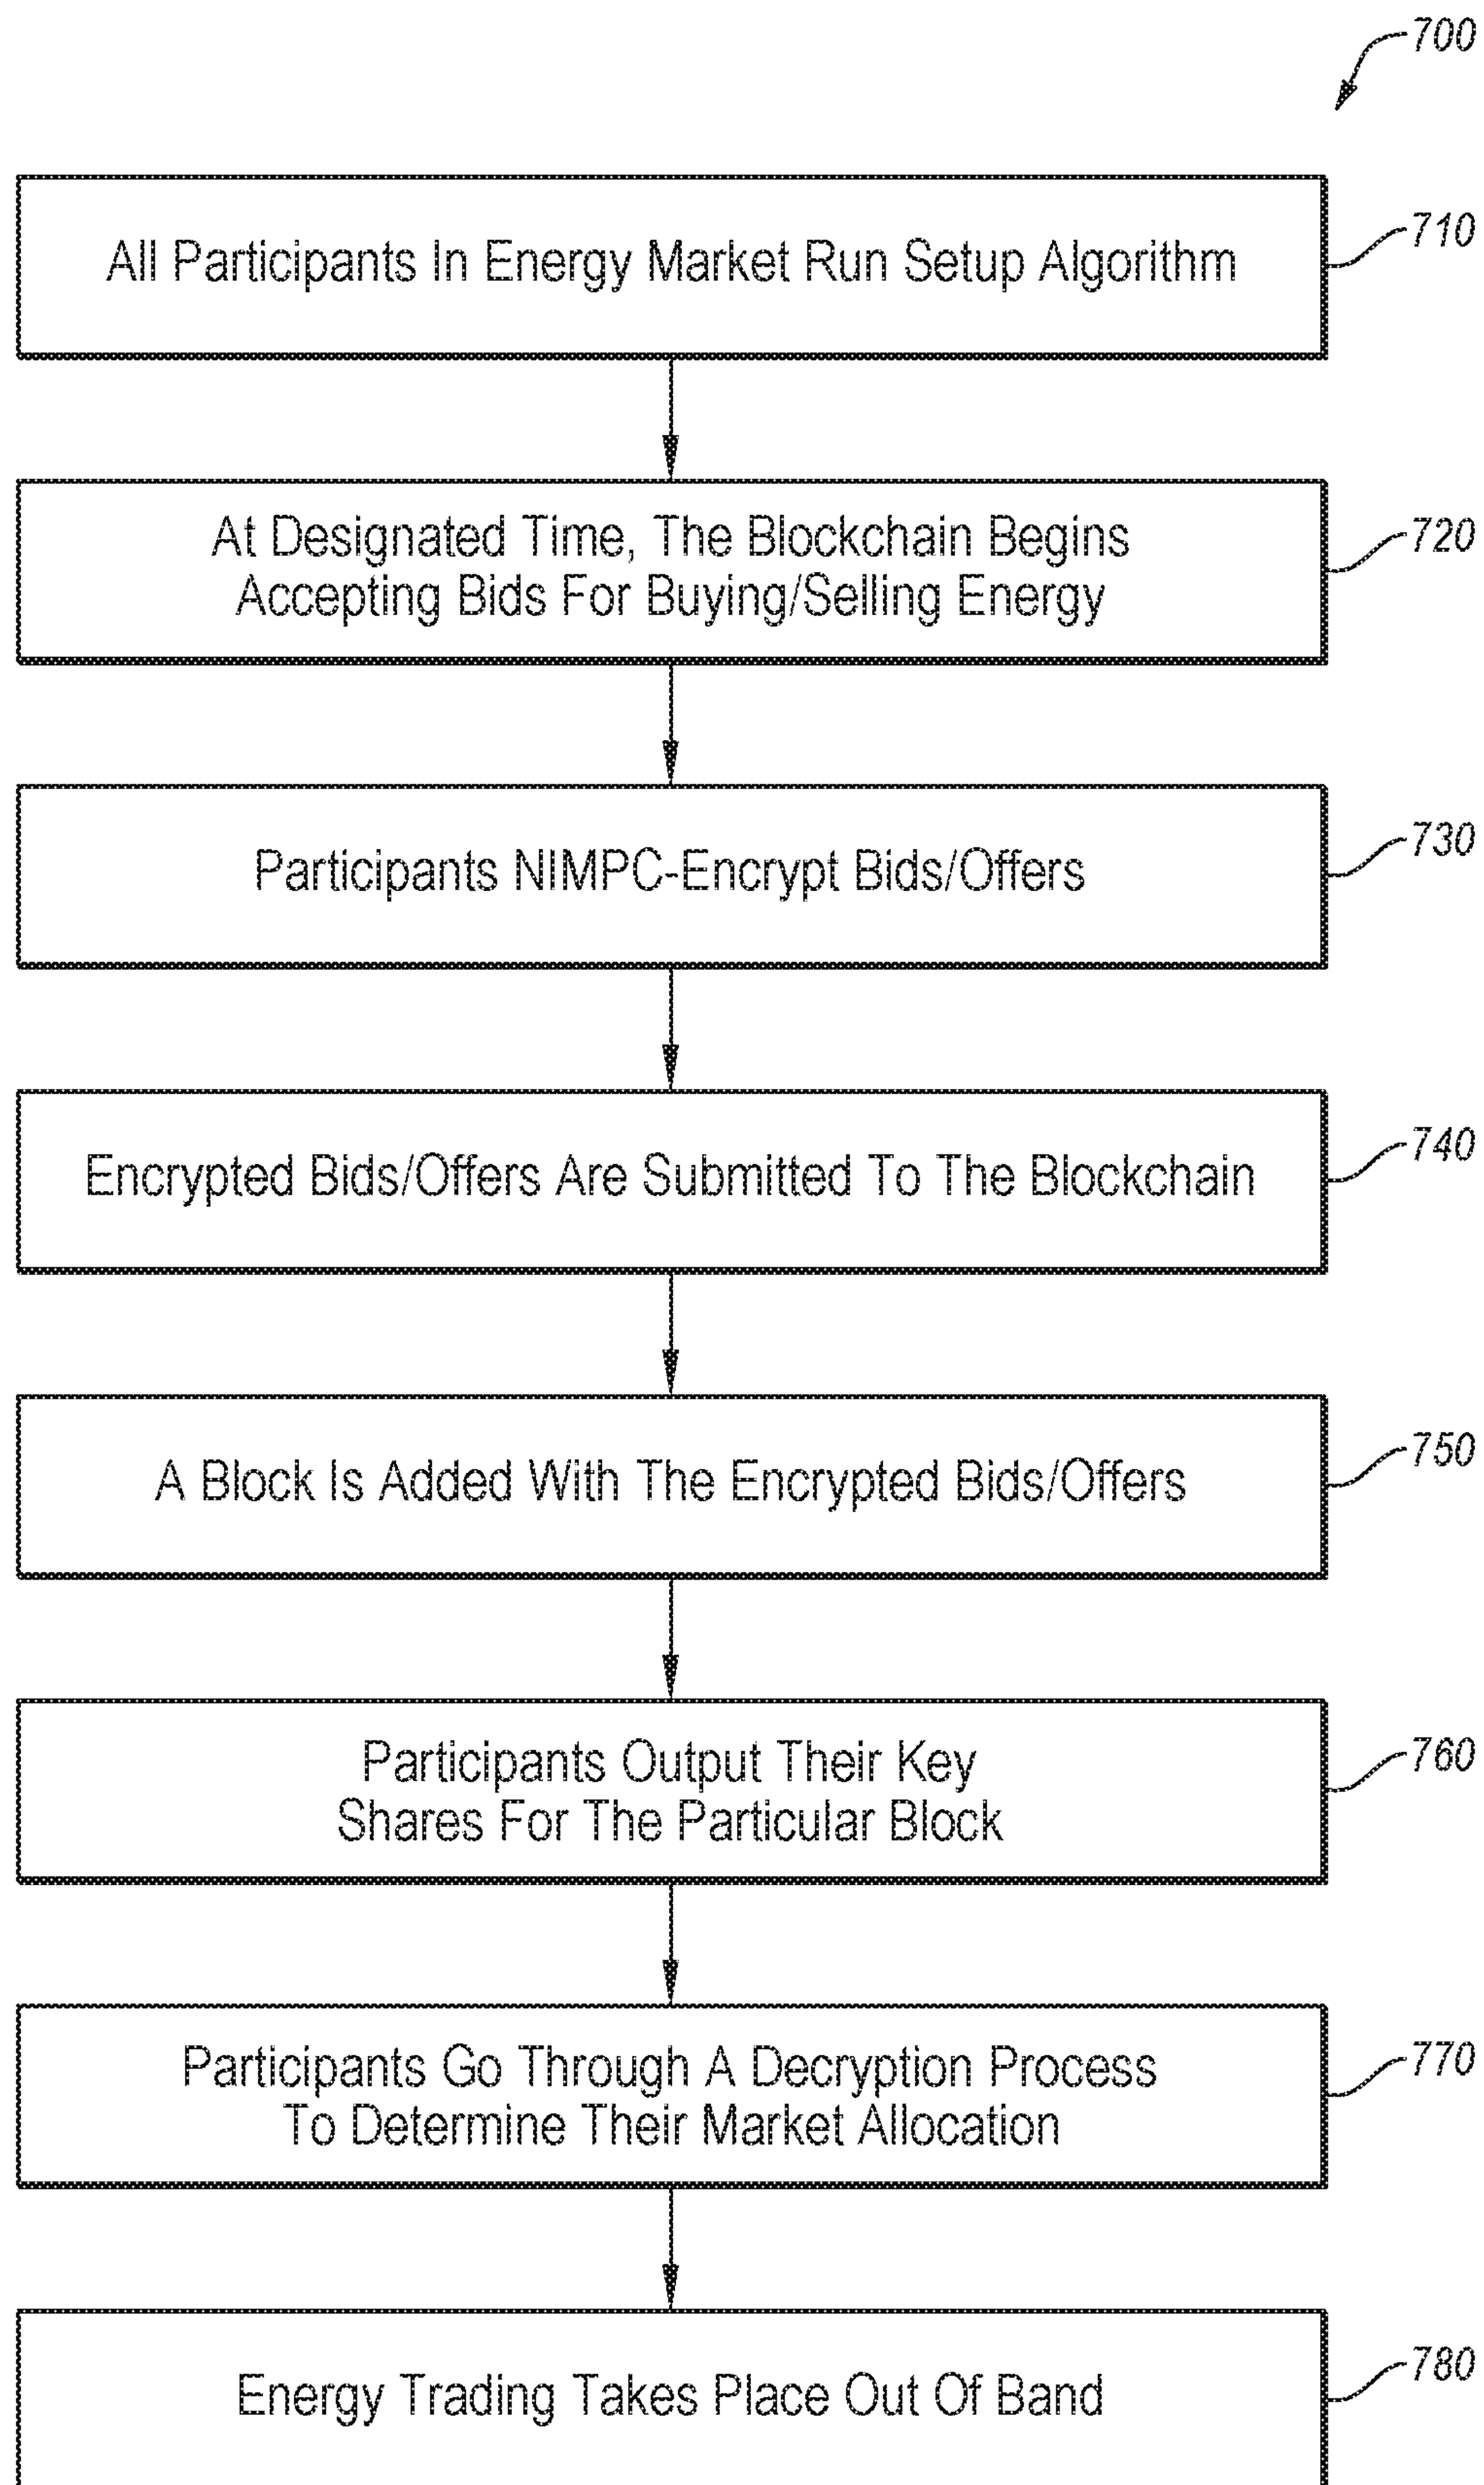 700
All Participants In Energy Market Run Setup Algorithm
710
At Designated Time, The Blockchain Begins
Accepting Bids For Buying/Selling Energy
720
Participants NIMPC-Encrypt Bids/Offers
730
Encrypted Bids/Offers Are Submitted To The Blockchain
740
A Block Is Added With The Encrypted Bids/Offers
750
Participants Output Their Key
Shares For The Particular Block
760
Participants Go Through A Decryption Process
To Determine Their Market Allocation
770
Energy Trading Takes Place Out Of Band
780